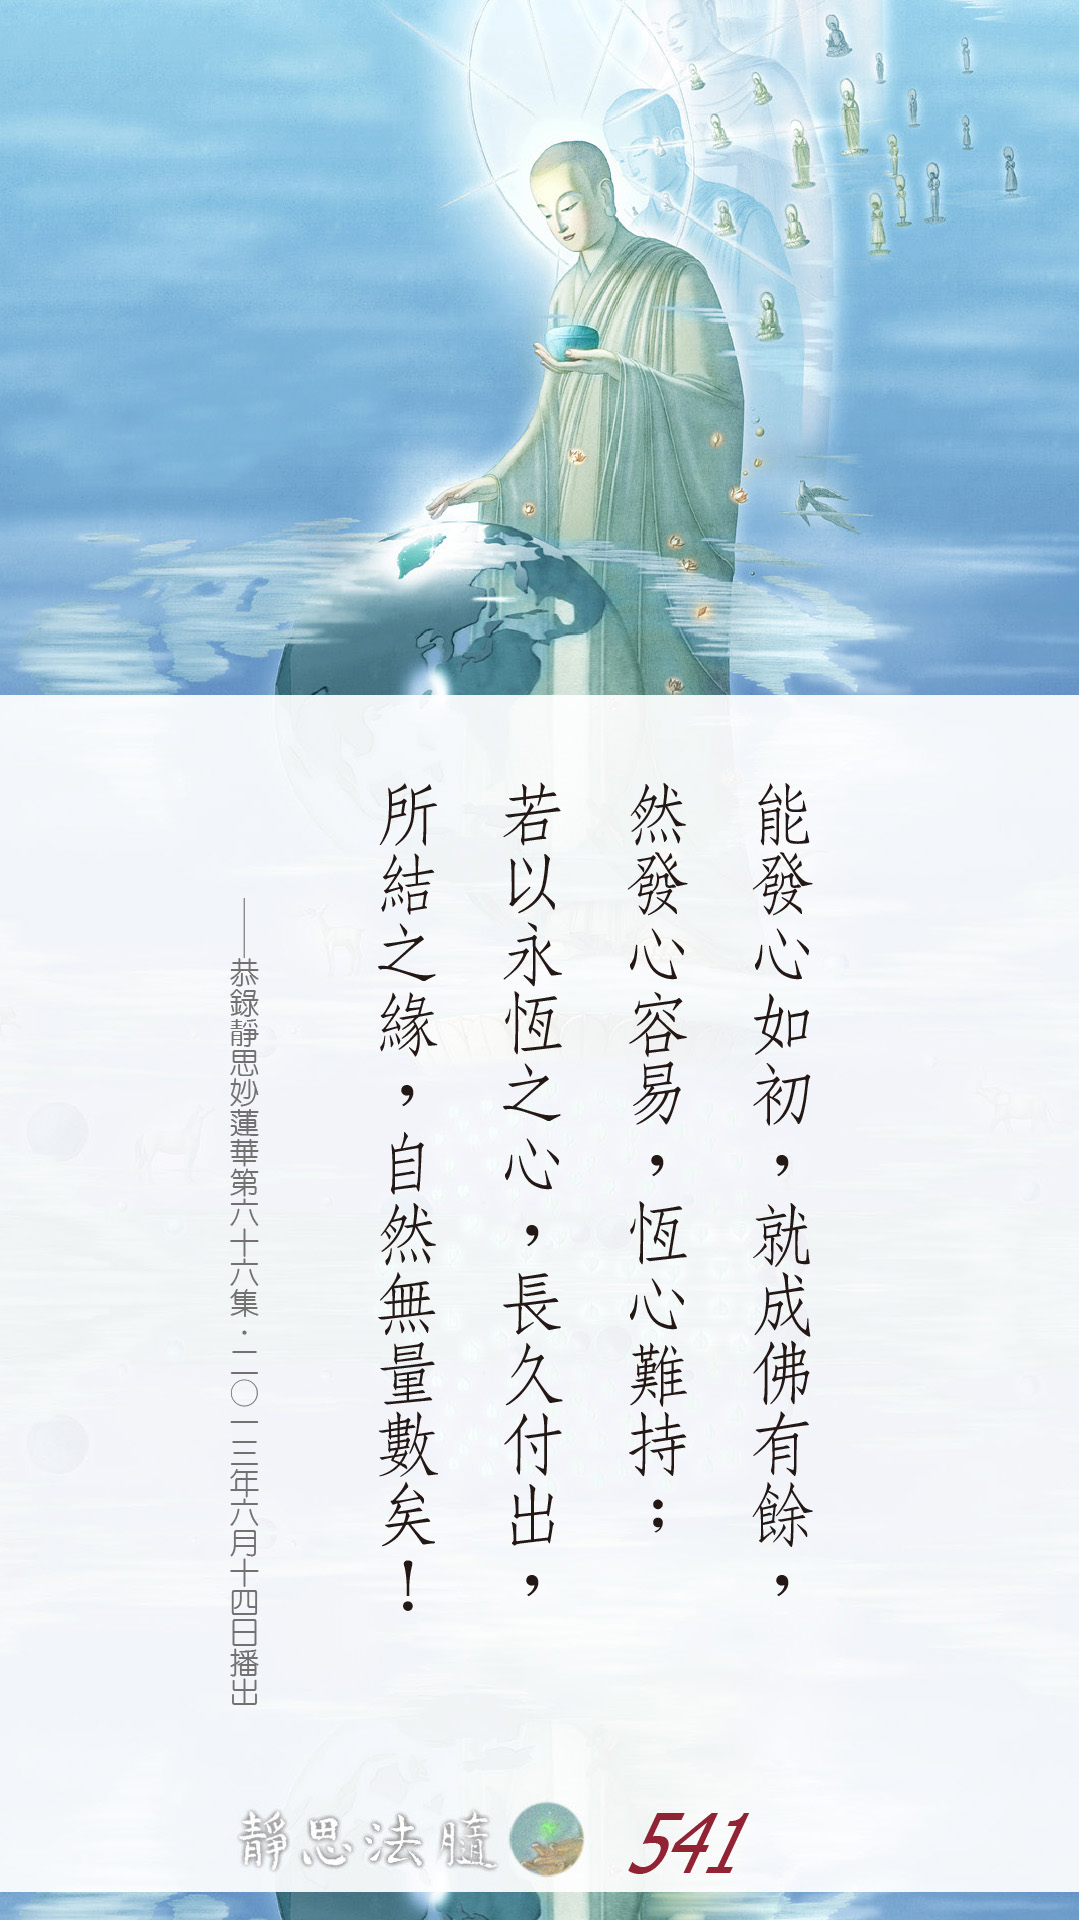 能發心如初，就成佛有餘，
然發心容易，恆心難持；
若以永恆之心，長久付出，
所結之緣，自然無量數矣！
——恭錄靜思妙蓮華第六十六集．二〇一三年六月十四日播出
靜思法髓 541